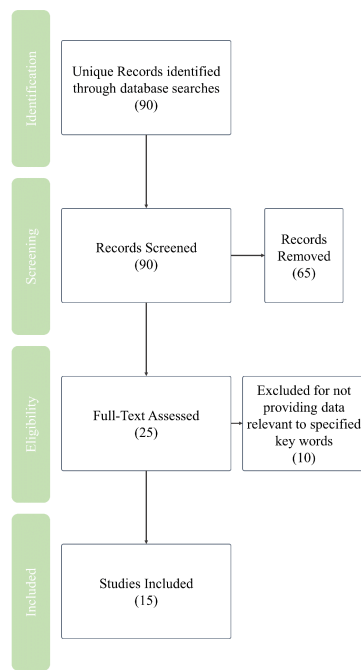 Identification
Unique Records identified
through database searches
(90)
Screening
Records Screened
(90)
Records
Removed
(65)
Eligibility
Full-Text Assessed
(25)
Excluded for not
providing data
relevant to specified
key words
(10)
Included
Studies Included
(15)